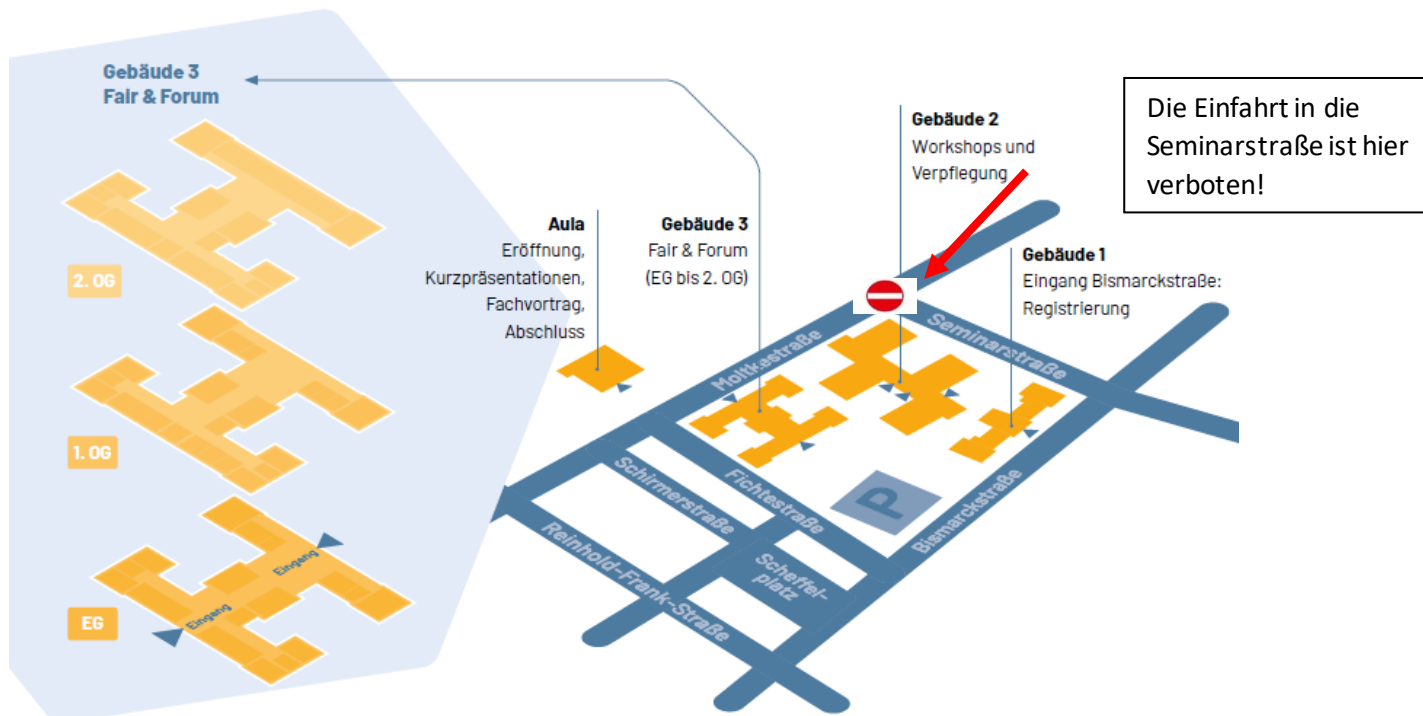 Gebäude 3
Fair & Forum
2. OG
1. OG
Eingang
Eingang
EG
Aula
Eröffnung,
Kurzpräsentationen,
Fachvortrag,
Abschluss
Gebäude 3
Fair & Forum
(EG bis 2. OG)
Gebäude 2
Workshops und
Verpflegung
Die Einfahrt in die
Seminarstraße ist hier
verboten!
Gebäude 1
Eingang Bismarckstraße:
Registrierung
Moltkestraße
Seminarstraße
Schirmerstraße
Fichtestraße
P
Bismarckstraße
Reinhold-Frank-Straße
Scheffel-
platz